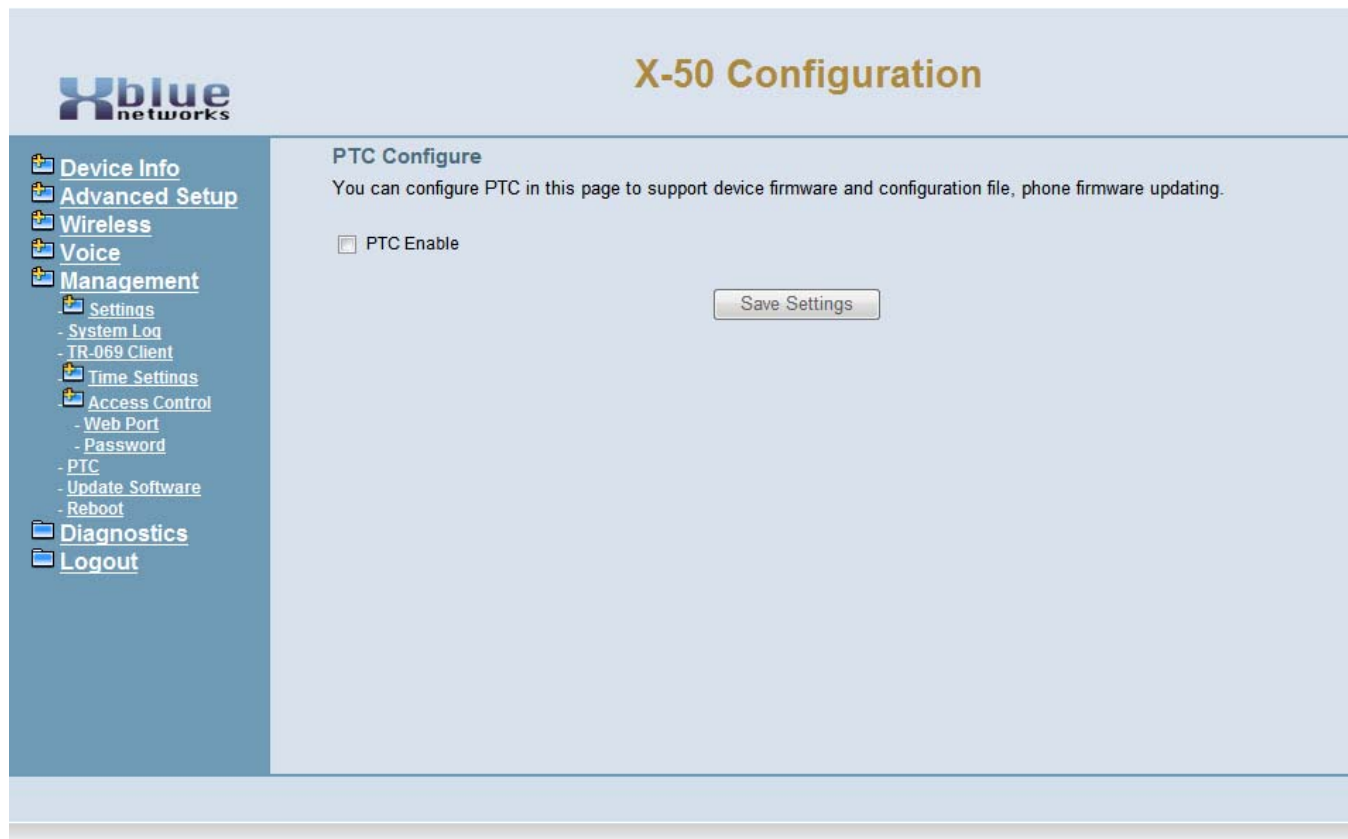 Xblue
networks
X-50 Configuration
Device Info
Advanced Setup
Wireless
Voice
Management
- Settings
- System Log
- TR-069 Client
- Time Settings
- Access Control
- Web Port
- Password
- PTC
- Update Software
- Reboot
Diagnostics
Logout
PTC Configure
You can configure PTC in this page to support device firmware and configuration file, phone firmware updating.
PTC Enable
Save Settings